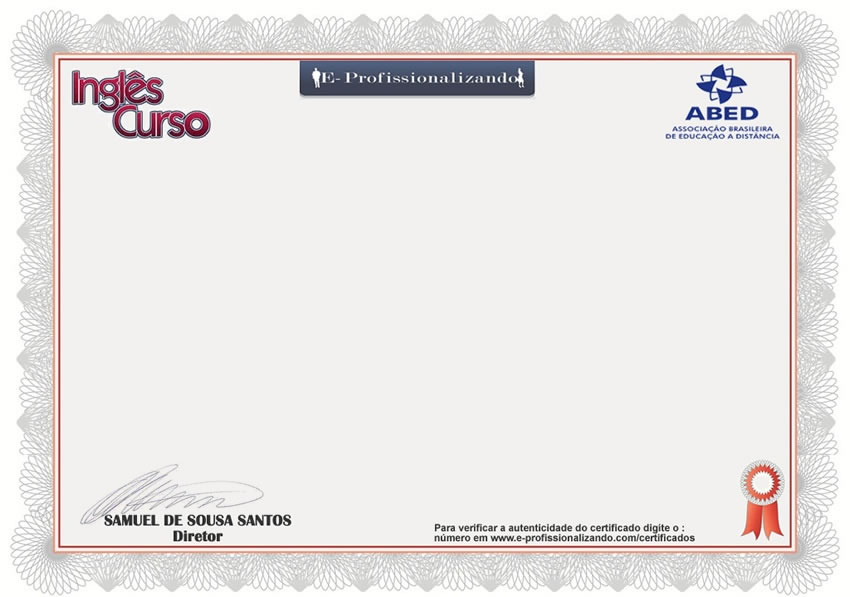 Inglês
Curso
E- Profissionalizando
ABED
ASSOCIAÇÃO BRASILEIRA
DE EDUCAÇÃO A DISTÂNCIA
SAMUEL DE SOUSA SANTOS
Diretor
Para verificar a autenticidade do certificado digite o :
número em www.e-profissionalizando.com/certificados